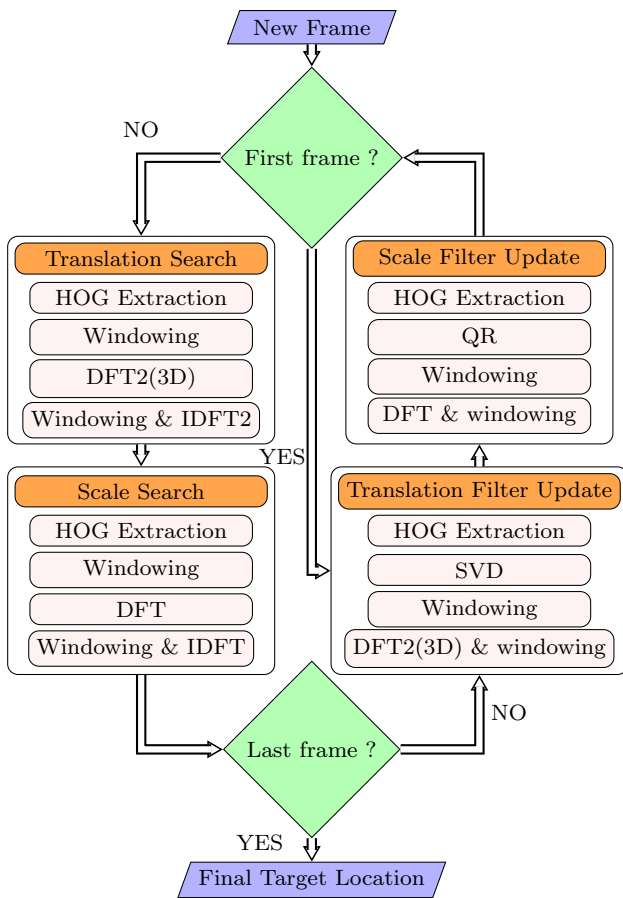 New Frame
First frame ?
NO
Translation Search
HOG Extraction
Windowing
DFT2(3D)
Windowing & IDFT2
Scale Search
HOG Extraction
Windowing
DFT
Windowing & IDFT
YES
Scale Filter Update
HOG Extraction
QR
Windowing
DFT & windowing
Translation Filter Update
HOG Extraction
SVD
Windowing
DFT2(3D) & windowing
Last frame ?
NO
YES
Final Target Location